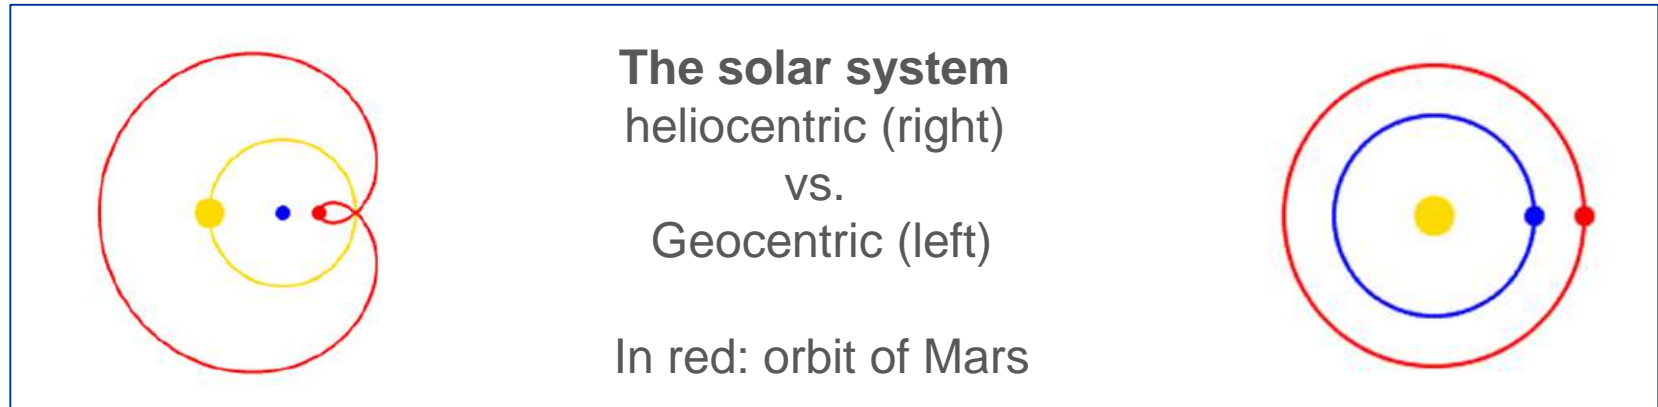 The solar system
heliocentric (right)
vs.
Geocentric (left)
In red: orbit of Mars